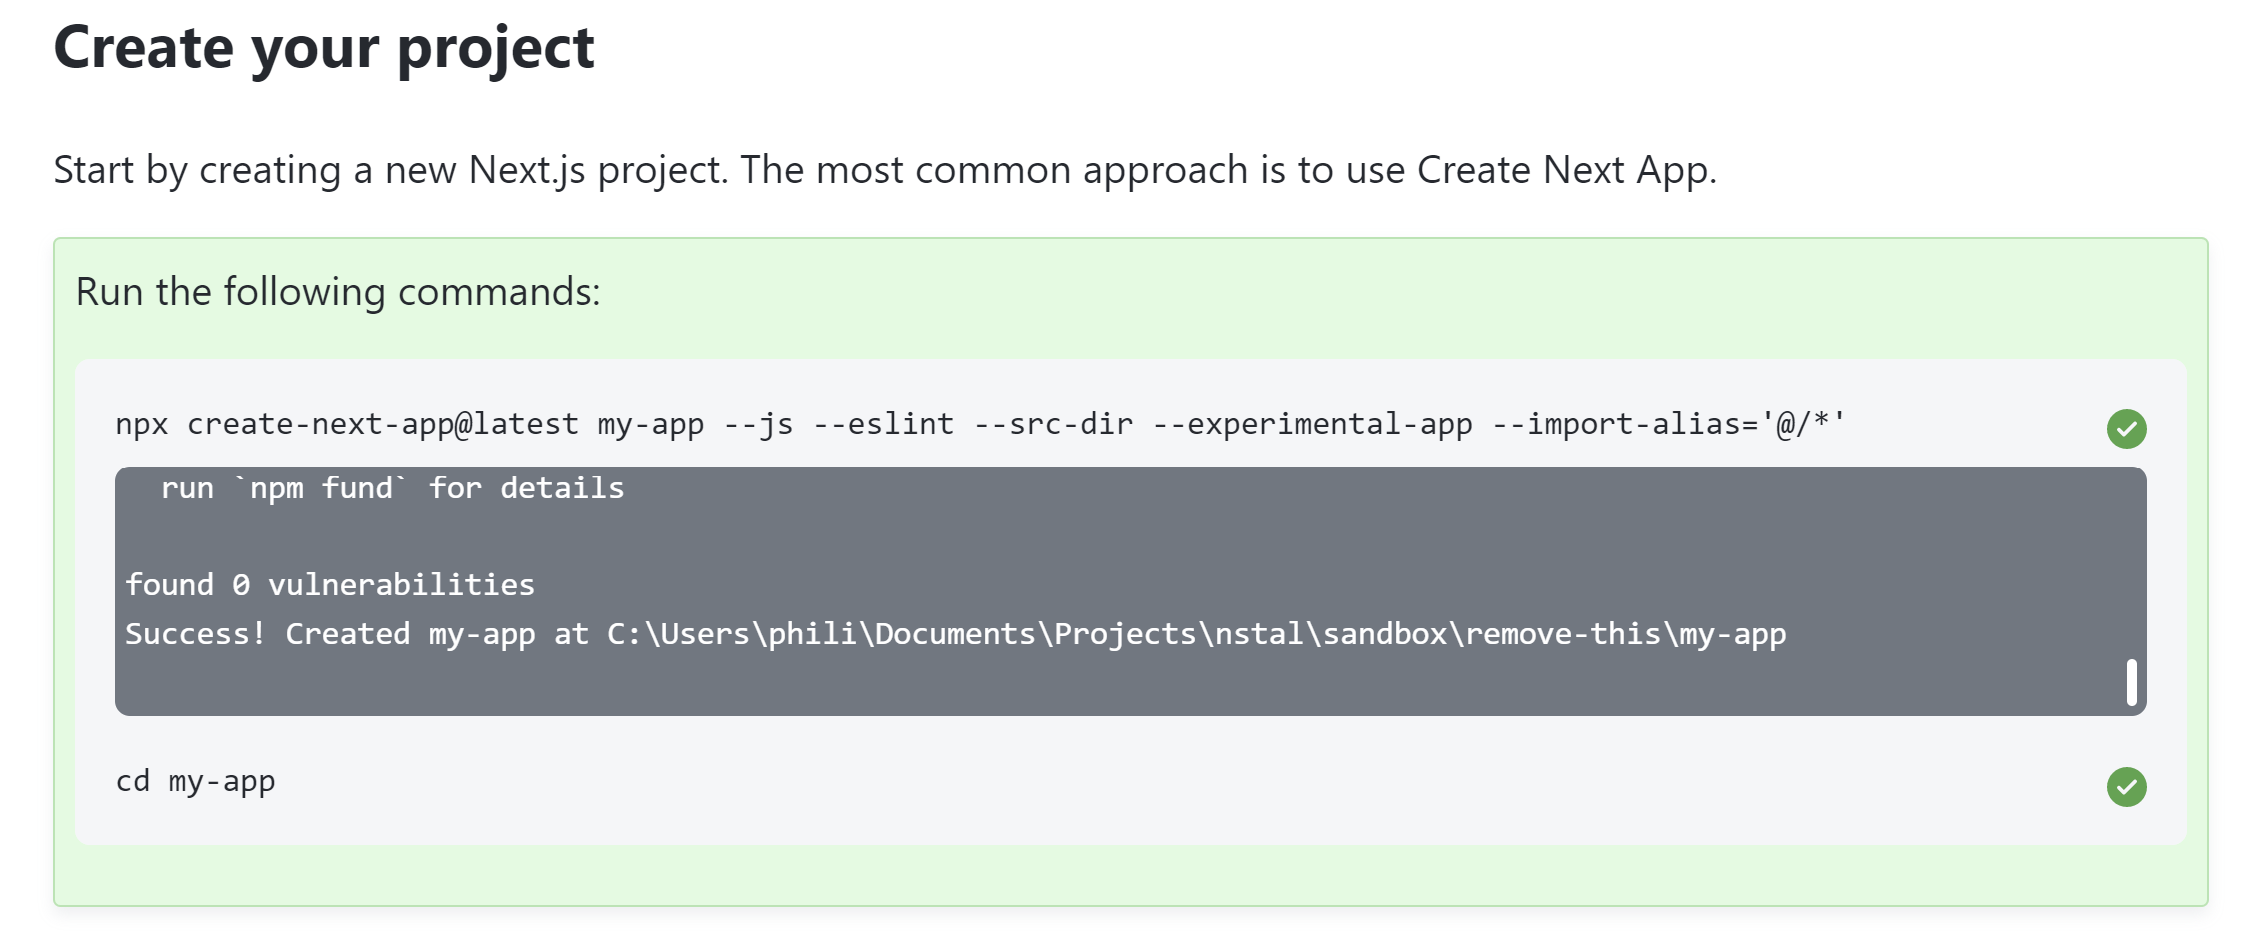 Create your project
Start by creating a new Next.js project. The most common approach is to use Create Next App.
Run the following commands:
npx create-next-app@latest my-app --js --eslint --src-dir --experimental-app --import-alias='@/*'
run `npm fund` for details
found 0 vulnerabilities
Success! Created my-app at C:\Users\phili\Documents\Projects\nstal\sandbox\remove-this\my-app
cd my-app